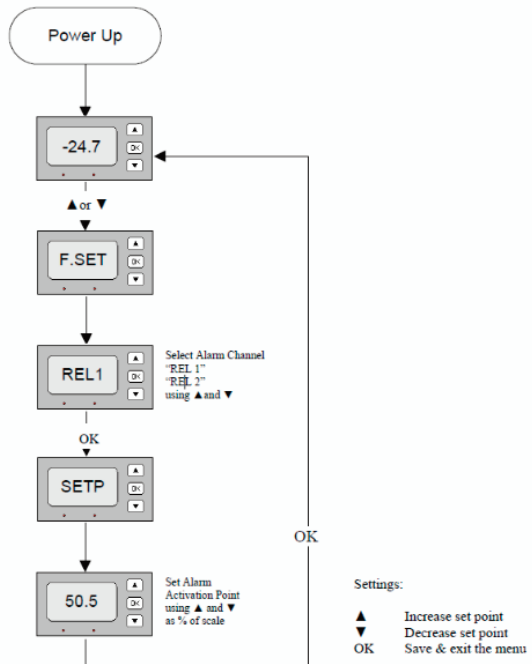 Power Up
-24.7
OK
▲ or ▼
F.SET
OK
REL1
OK
Select Alarm Channel
“REL 1”
“REL 2”
using ▲ and ▼
OK
SETP
OK
50.5
OK
Set Alarm
Activation Point
using ▲ and ▼
as % of scale
OK
Settings:
▲ Increase set point
▼ Decrease set point
OK Save & exit the menu